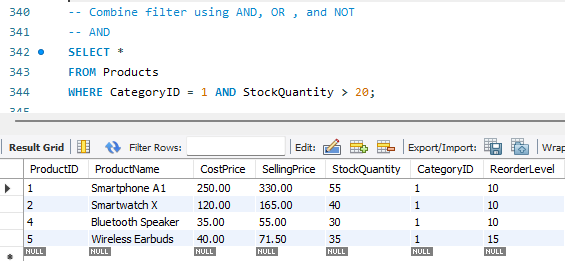 340 -- Combine filter using AND, OR , and NOT
341 -- AND
342 SELECT *
343 FROM Products
344 WHERE CategoryID = 1 AND StockQuantity > 20;
345
Result Grid Filter Rows: Edit: Export/Import: Wrap
ProductID ProductName CostPrice SellingPrice StockQuantity CategoryID ReorderLevel
1 Smartphone A1 250.00 330.00 55 1 10
2 Smartwatch X 120.00 165.00 40 1 10
4 Bluetooth Speaker 35.00 55.00 30 1 10
5 Wireless Earbuds 40.00 71.50 35 1 15
NULL NULL NULL NULL NULL NULL NULL